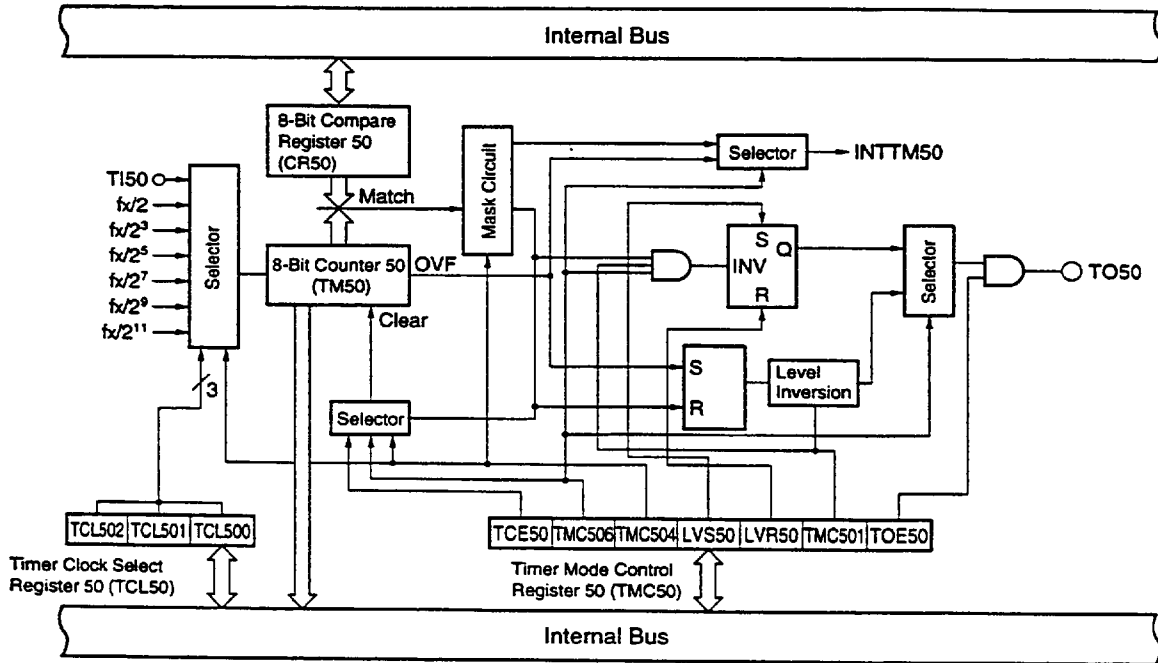 Internal Bus
8-Bit Compare
Register 50
(CR50)
Match
Mask Circuit
Selector
INTTM50
TI50
fx/2
fx/2³
fx/2⁵
fx/2⁷
fx/2⁹
fx/2¹¹
Selector
8-Bit Counter 50
(TM50)
OVF
Clear
S
INV
Q
R
Selector
TO50
S
R
Level
Inversion
3
Selector
TCL502 TCL501 TCL500
TCE50 TMC506 TMC504 LVS50 LVR50 TMC501 TOE50
Timer Clock Select
Register 50 (TCL50)
Timer Mode Control
Register 50 (TMC50)
Internal Bus